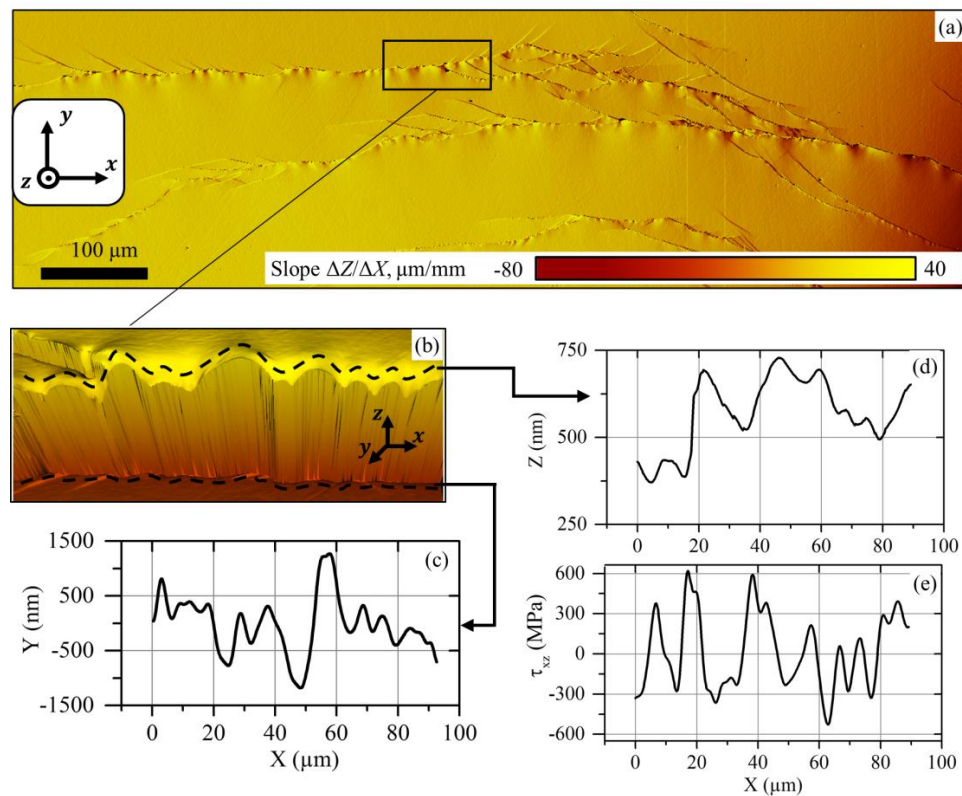 (a)
y
z x
100 µm
Slope ΔZ/ΔX, µm/mm -80 40
(b)
z
y x
(d)
750
500
250
Z (nm)
0 20 40 60 80 100
(c)
1500
500
-500
-1500
Y (nm)
0 20 40 60 80 100
X (µm)
(e)
600
300
0
-300
-600
τxz (MPa)
0 20 40 60 80 100
X (µm)